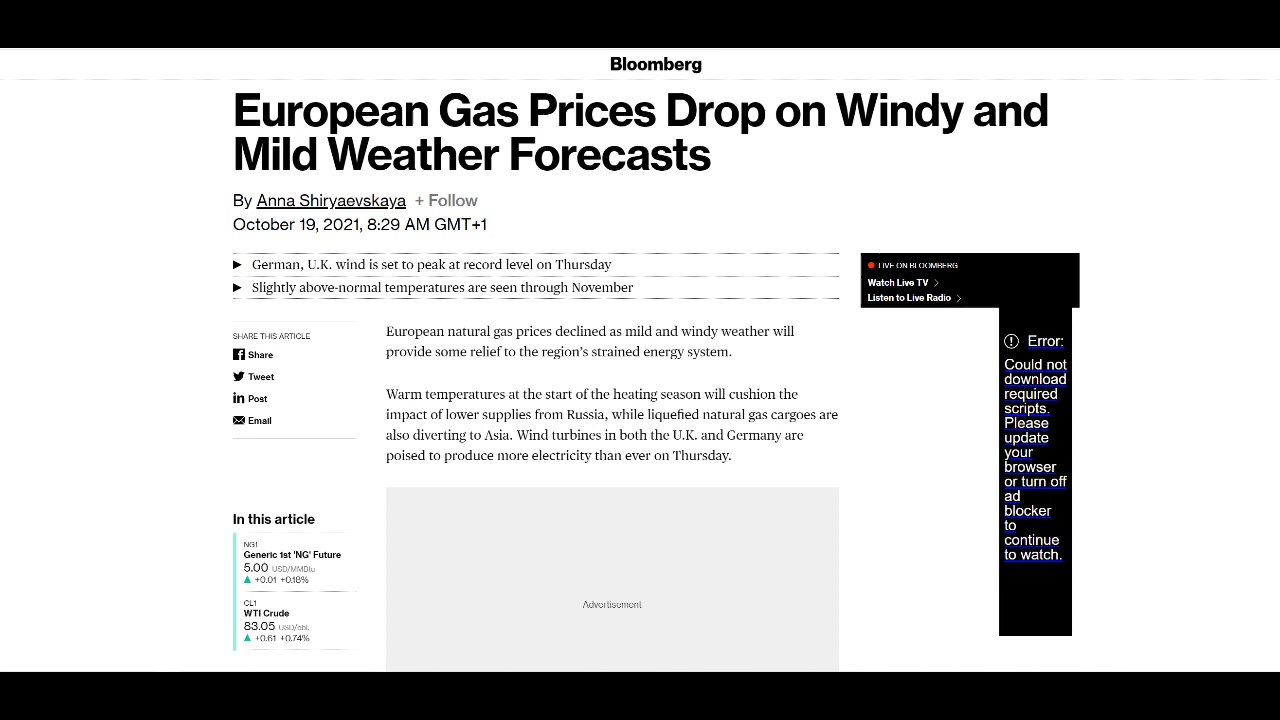 Bloomberg
European Gas Prices Drop on Windy and
Mild Weather Forecasts
By Anna Shiryaevskaya + Follow
October 19, 2021, 8:29 AM GMT+1
German, U.K. wind is set to peak at record level on Thursday
Slightly above-normal temperatures are seen through November
LIVE ON BLOOMBERG
Watch Live TV
Listen to Live Radio
SHARE THIS ARTICLE
Share
Tweet
Post
Email
European natural gas prices declined as mild and windy weather will
provide some relief to the region’s strained energy system.
Warm temperatures at the start of the heating season will cushion the
impact of lower supplies from Russia, while liquefied natural gas cargoes are
also diverting to Asia. Wind turbines in both the U.K. and Germany are
poised to produce more electricity than ever on Thursday.
Error:
Could not
download
required
scripts.
Please
update
your
browser
or turn off
ad
blocker
to
continue
to watch.
In this article
NG1
Generic 1st 'NG' Future
5.00 USD/MMBtu
+0.01 +0.18%
CL1
WTI Crude
83.05 USD/bbl.
+0.61 +0.74%
Advertisement